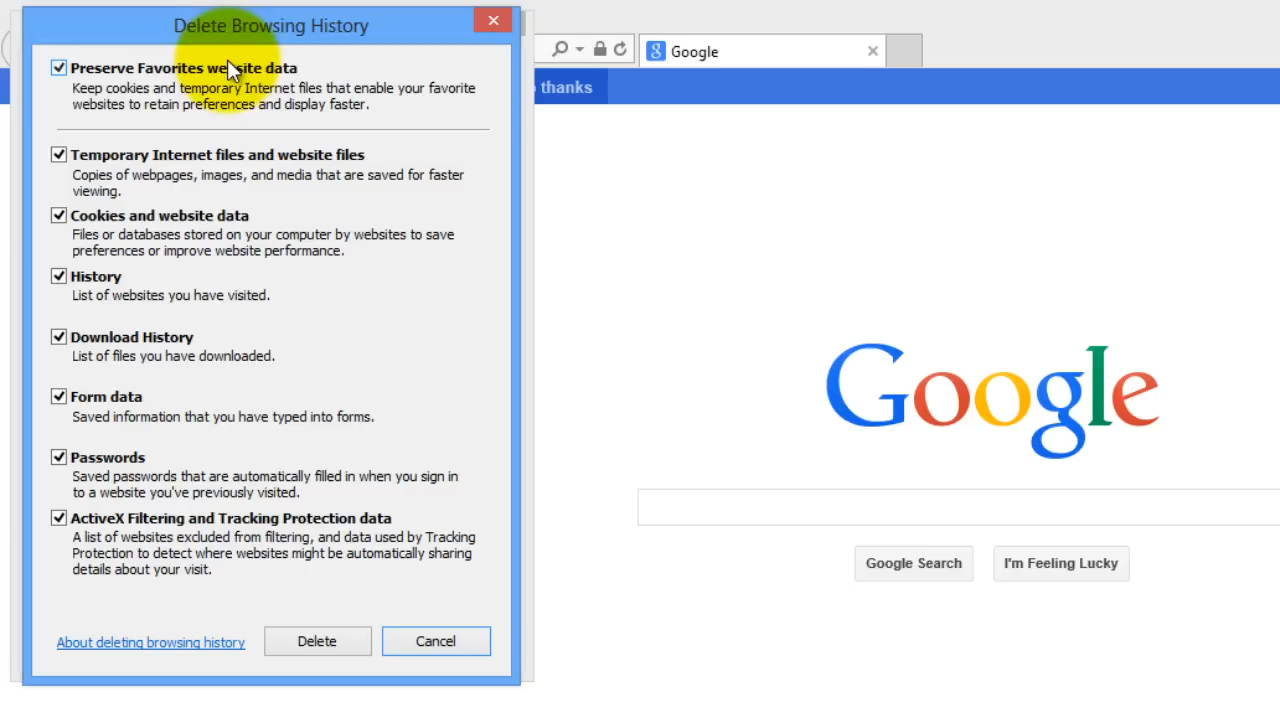 Delete Browsing History
Preserve Favorites website data
Keep cookies and temporary Internet files that enable your favorite
websites to retain preferences and display faster.
Temporary Internet files and website files
Copies of webpages, images, and media that are saved for faster
viewing.
Cookies and website data
Files or databases stored on your computer by websites to save
preferences or improve website performance.
History
List of websites you have visited.
Download History
List of files you have downloaded.
Form data
Saved information that you have typed into forms.
Passwords
Saved passwords that are automatically filled in when you sign in
to a website you've previously visited.
ActiveX Filtering and Tracking Protection data
A list of websites excluded from filtering, and data used by Tracking
Protection to detect where websites might be automatically sharing
details about your visit.
About deleting browsing history
Delete
Cancel
g Google
thanks
Google
Google Search
I'm Feeling Lucky